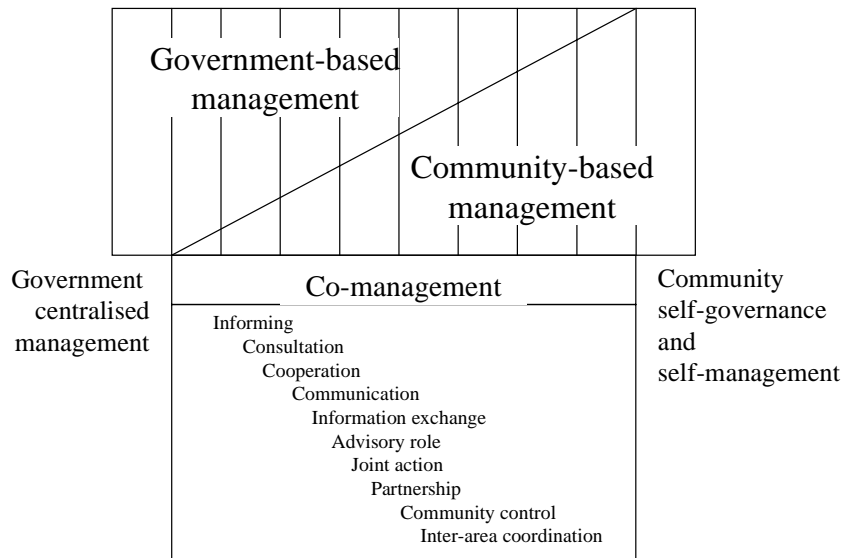 Government-based
management
Community-based
management
Government
centralised
management
Co-management
Community
self-governance
and
self-management
Informing
Consultation
Cooperation
Communication
Information exchange
Advisory role
Joint action
Partnership
Community control
Inter-area coordination